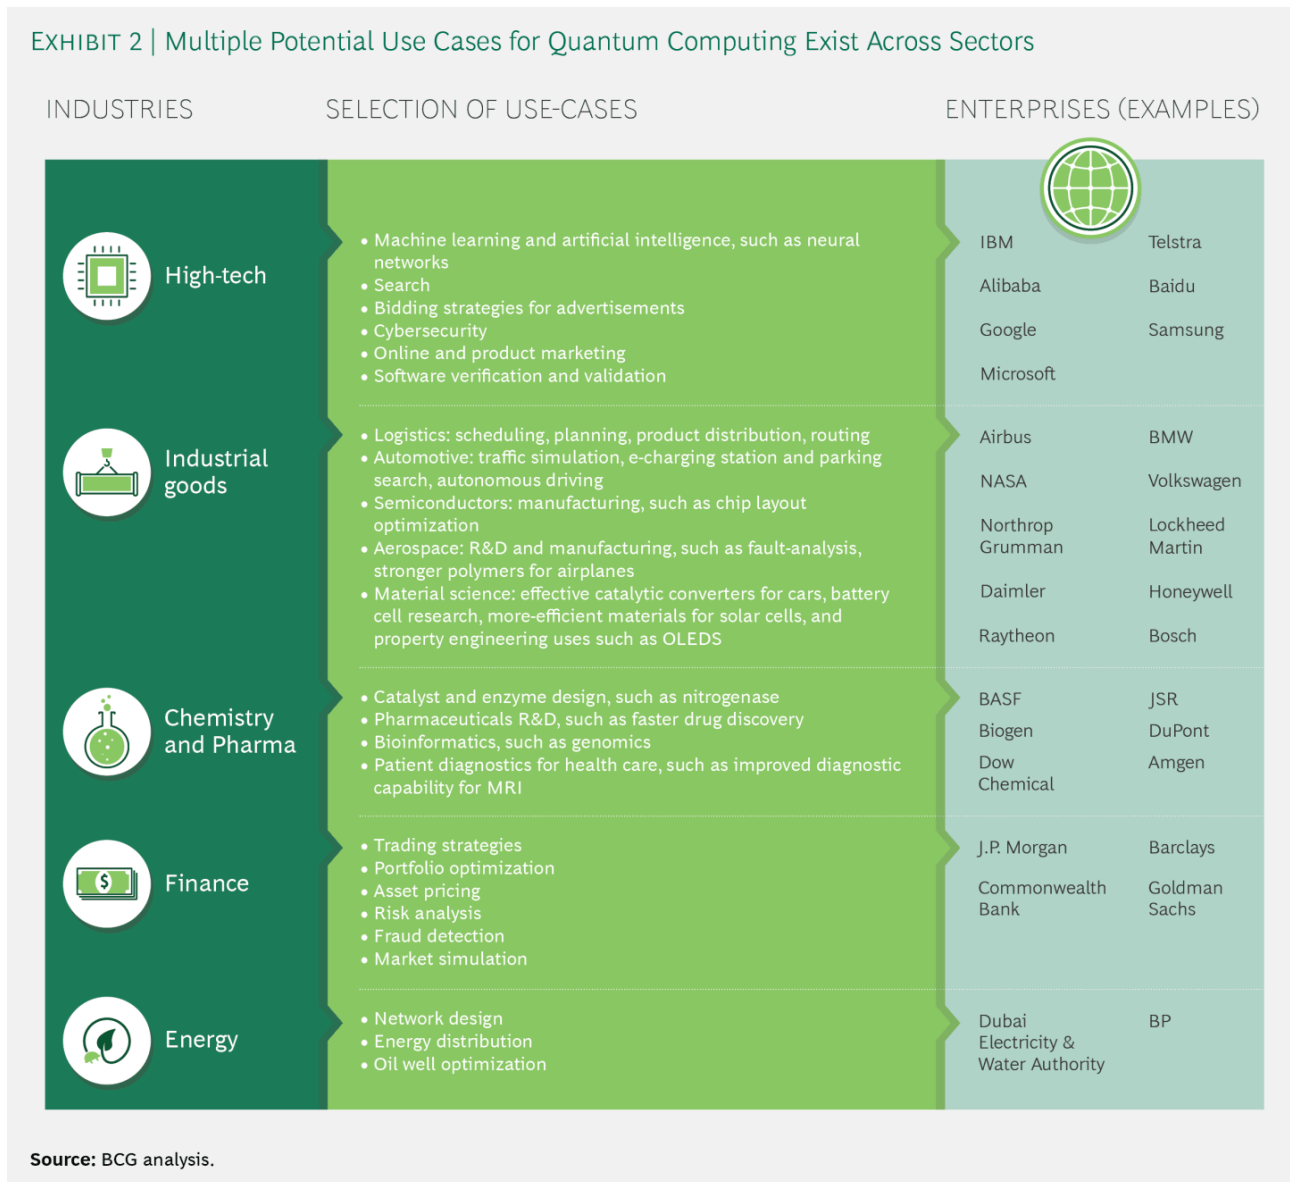 EXHIBIT 2 | Multiple Potential Use Cases for Quantum Computing Exist Across Sectors
INDUSTRIES
SELECTION OF USE-CASES
ENTERPRISES (EXAMPLES)
High-tech
• Machine learning and artificial intelligence, such as neural
networks
• Search
• Bidding strategies for advertisements
• Cybersecurity
• Online and product marketing
• Software verification and validation
IBM
Telstra
Alibaba
Baidu
Google
Samsung
Microsoft
Industrial
goods
• Logistics: scheduling, planning, product distribution, routing
• Automotive: traffic simulation, e-charging station and parking
search, autonomous driving
• Semiconductors: manufacturing, such as chip layout
optimization
• Aerospace: R&D and manufacturing, such as fault-analysis,
stronger polymers for airplanes
• Material science: effective catalytic converters for cars, battery
cell research, more-efficient materials for solar cells, and
property engineering uses such as OLEDS
Airbus
BMW
NASA
Volkswagen
Northrop
Grumman
Lockheed
Martin
Daimler
Honeywell
Raytheon
Bosch
Chemistry
and Pharma
• Catalyst and enzyme design, such as nitrogenase
• Pharmaceuticals R&D, such as faster drug discovery
• Bioinformatics, such as genomics
• Patient diagnostics for health care, such as improved diagnostic
capability for MRI
BASF
JSR
Biogen
DuPont
Dow
Chemical
Amgen
$
Finance
• Trading strategies
• Portfolio optimization
• Asset pricing
• Risk analysis
• Fraud detection
• Market simulation
J.P. Morgan
Barclays
Commonwealth
Bank
Goldman
Sachs
Energy
• Network design
• Energy distribution
• Oil well optimization
Dubai
Electricity &
Water Authority
BP
Source: BCG analysis.